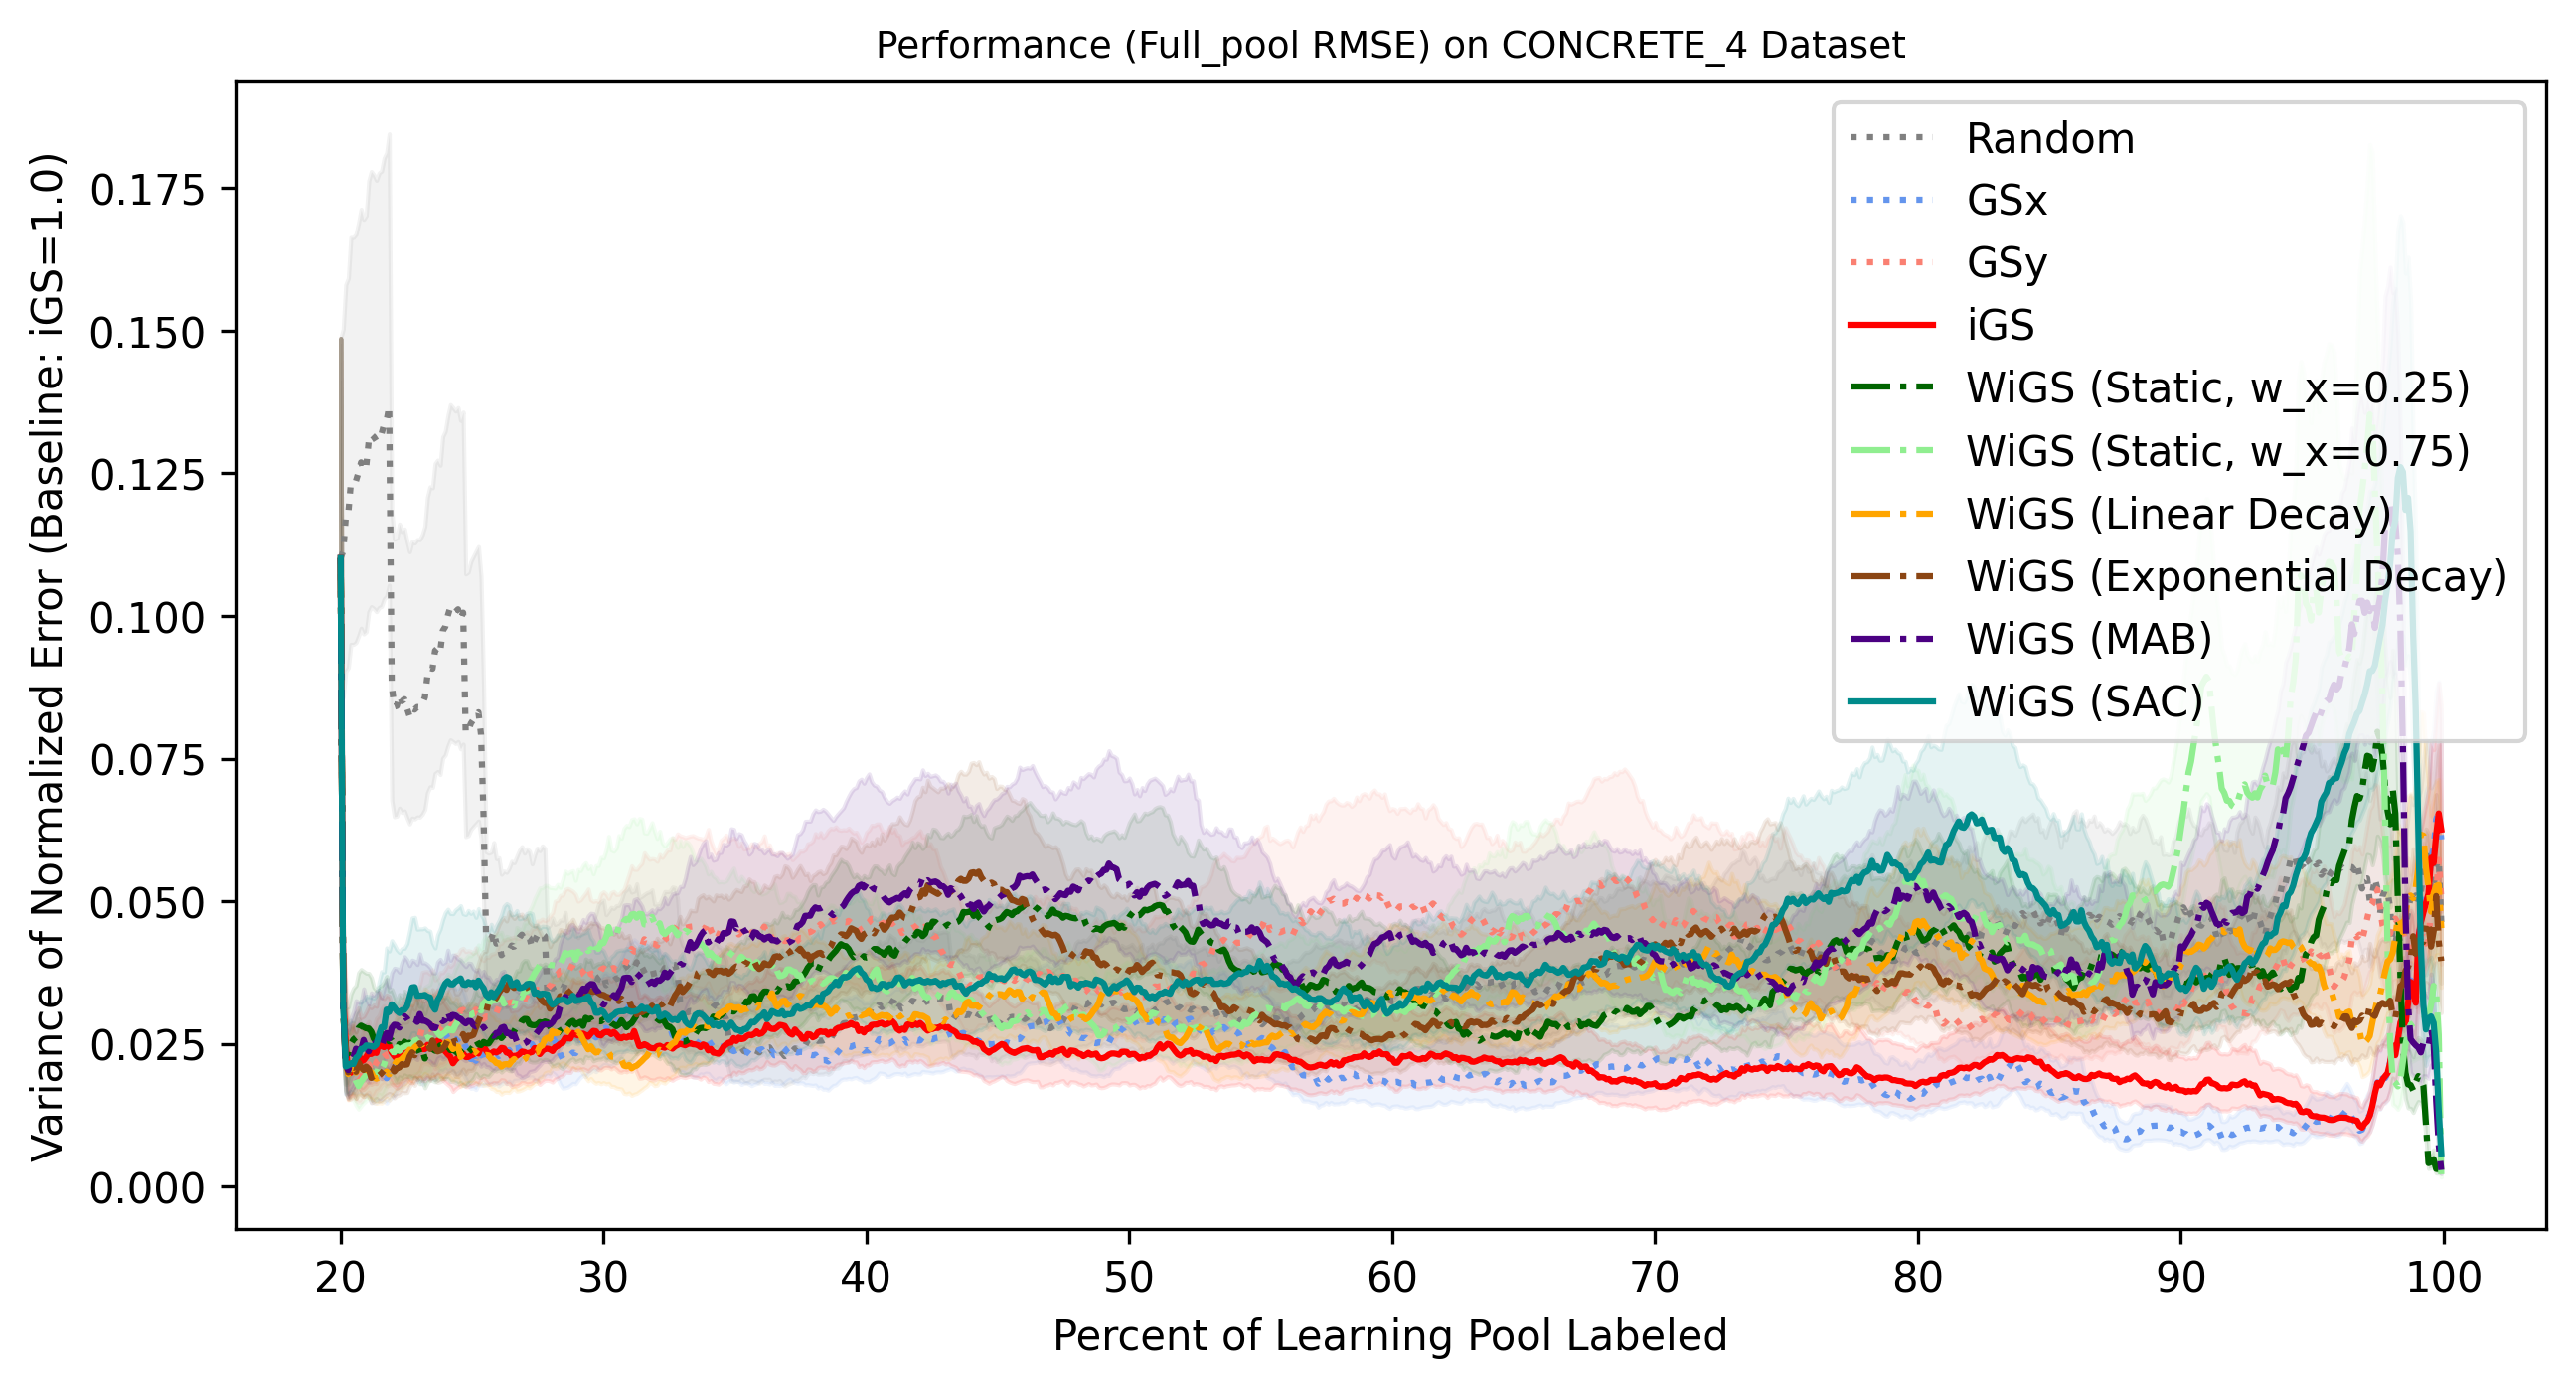 Performance (Full_pool RMSE) on CONCRETE_4 Dataset
Variance of Normalized Error (Baseline: iGS=1.0)
0.175
0.150
0.125
0.100
0.075
0.050
0.025
0.000
Random
GSx
GSy
iGS
WiGS (Static, w_x=0.25)
WiGS (Static, w_x=0.75)
WiGS (Linear Decay)
WiGS (Exponential Decay)
WiGS (MAB)
WiGS (SAC)
20 30 40 50 60 70 80 90 100
Percent of Learning Pool Labeled